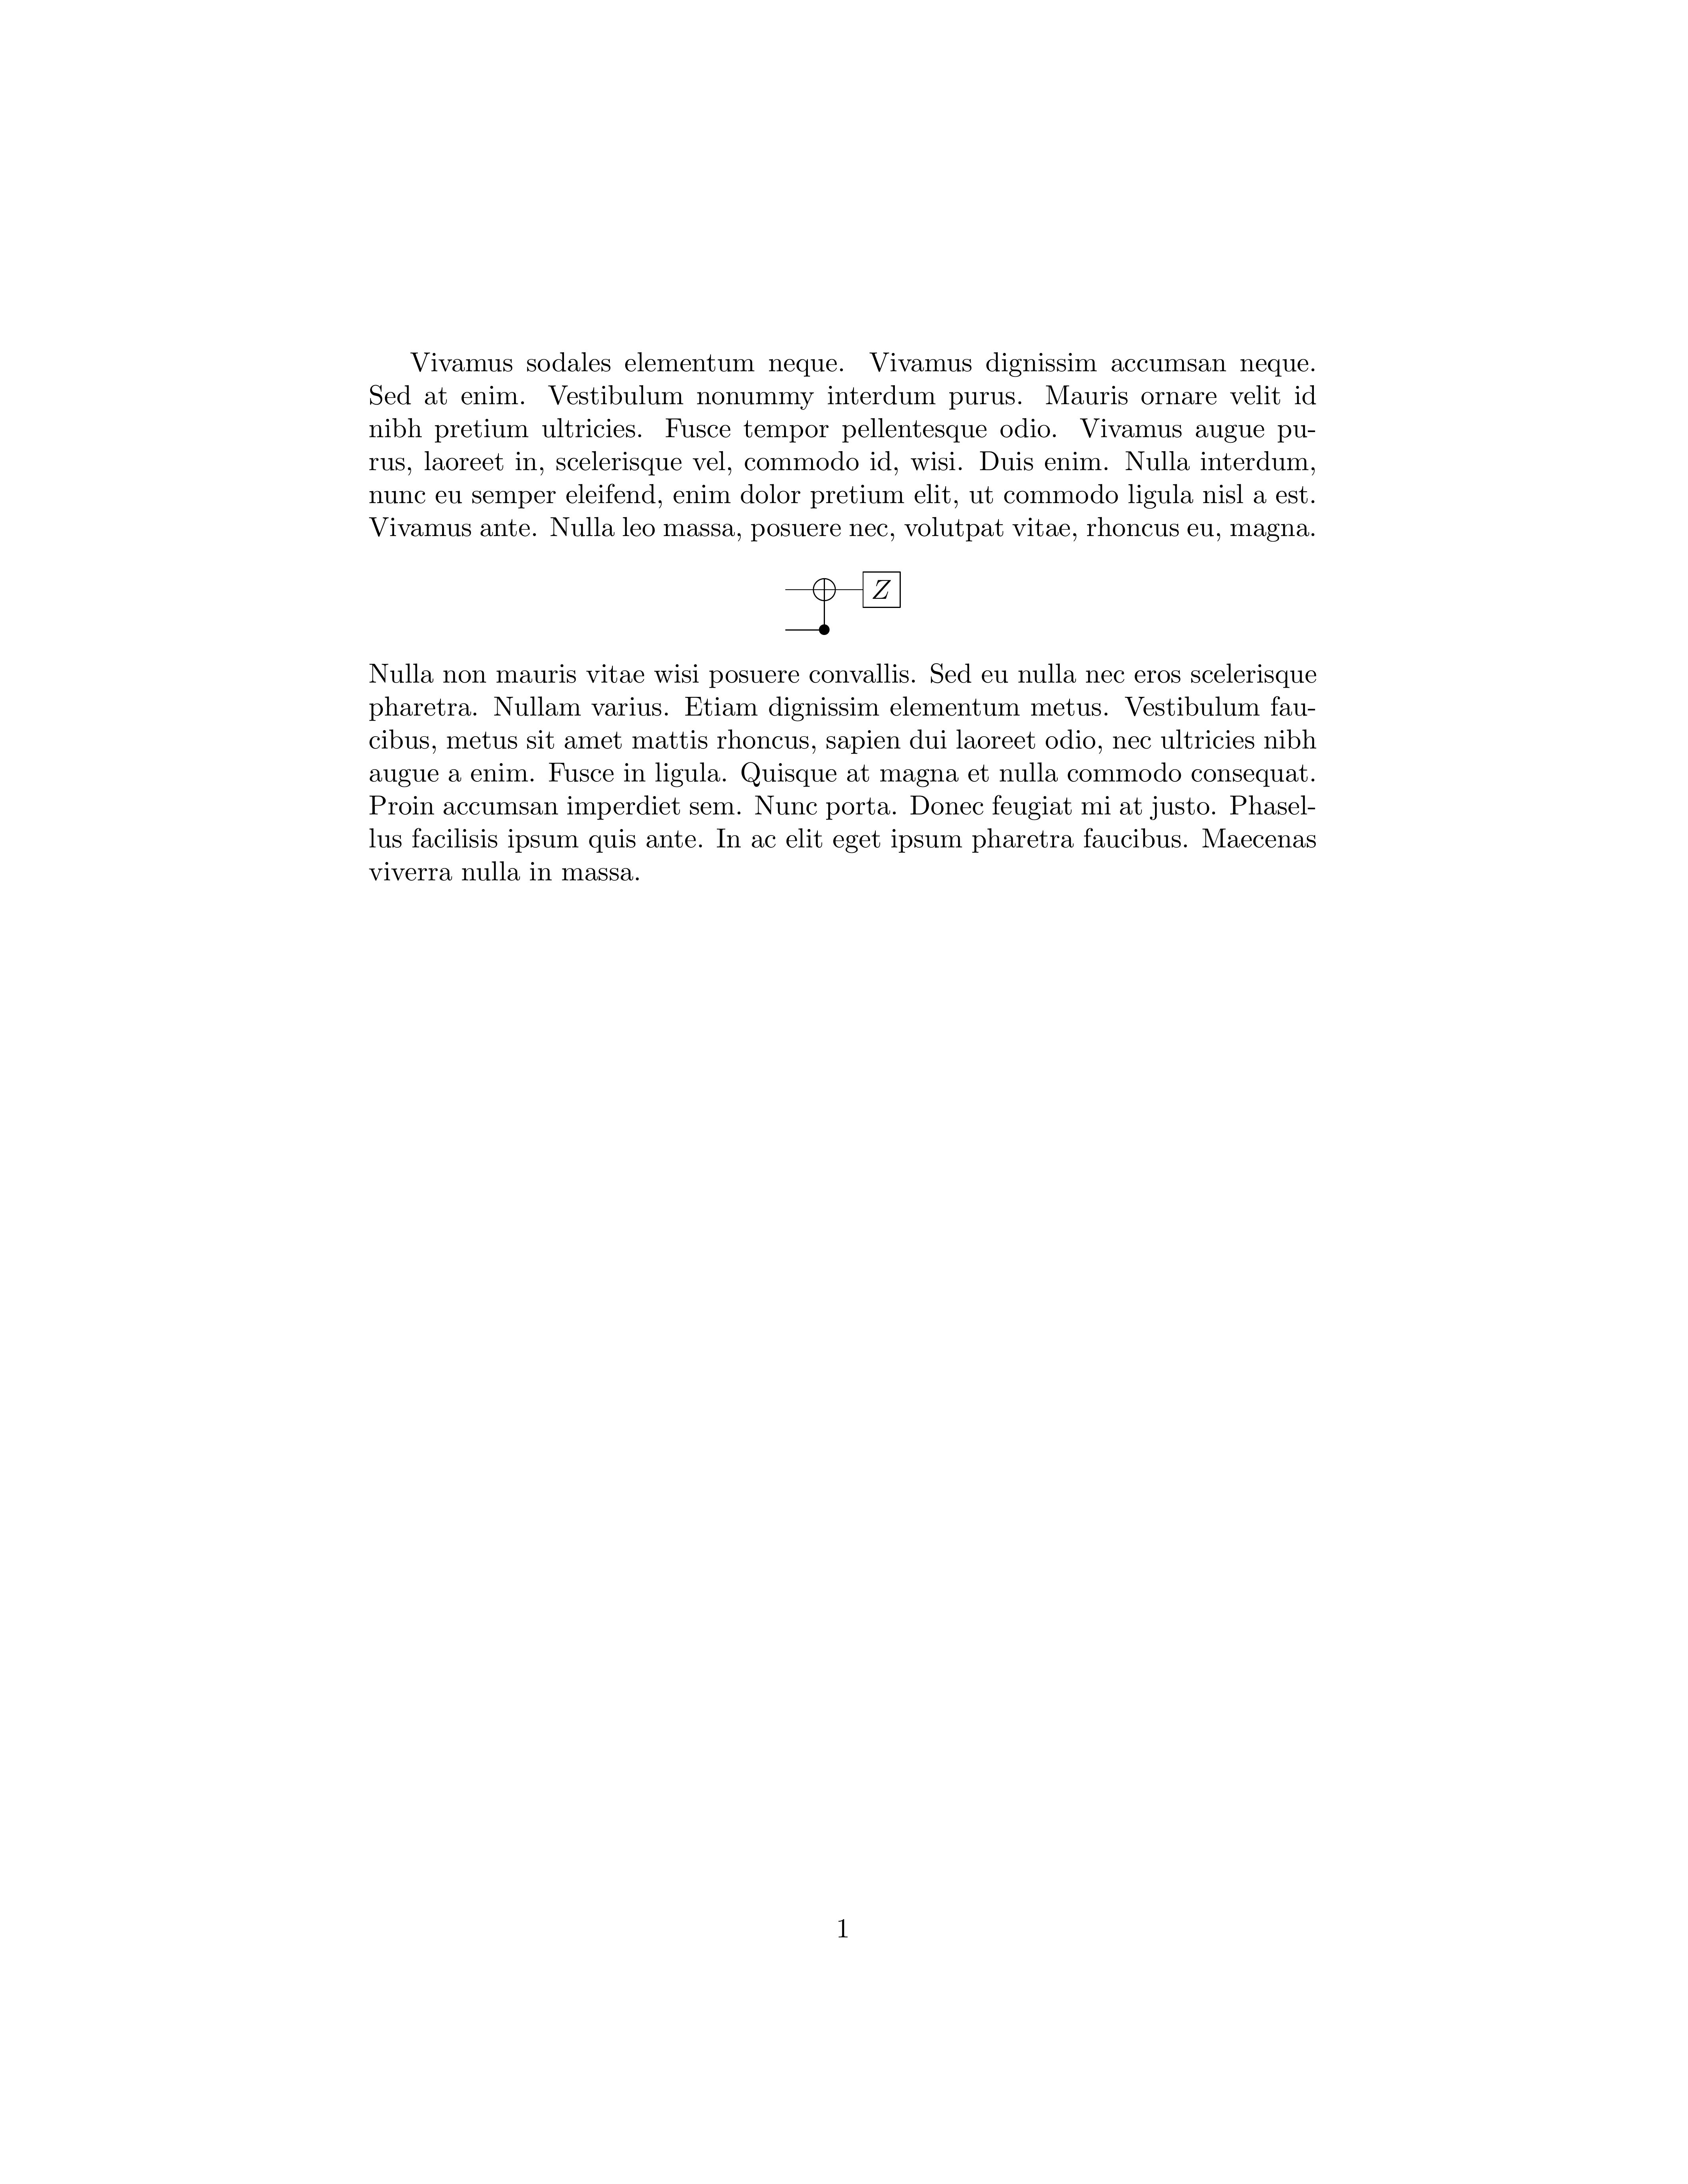 Vivamus sodales elementum neque. Vivamus dignissim accumsan neque.
Sed at enim. Vestibulum nonummy interdum purus. Mauris ornare velit id
nibh pretium ultricies. Fusce tempor pellentesque odio. Vivamus augue pu-
rus, laoreet in, scelerisque vel, commodo id, wisi. Duis enim. Nulla interdum,
nunc eu semper eleifend, enim dolor pretium elit, ut commodo ligula nisl a est.
Vivamus ante. Nulla leo massa, posuere nec, volutpat vitae, rhoncus eu, magna.
Z
Nulla non mauris vitae wisi posuere convallis. Sed eu nulla nec eros scelerisque
pharetra. Nullam varius. Etiam dignissim elementum metus. Vestibulum fau-
cibus, metus sit amet mattis rhoncus, sapien dui laoreet odio, nec ultricies nibh
augue a enim. Fusce in ligula. Quisque at magna et nulla commodo consequat.
Proin accumsan imperdiet sem. Nunc porta. Donec feugiat mi at justo. Phasel-
lus facilisis ipsum quis ante. In ac elit eget ipsum pharetra faucibus. Maecenas
viverra nulla in massa.
1